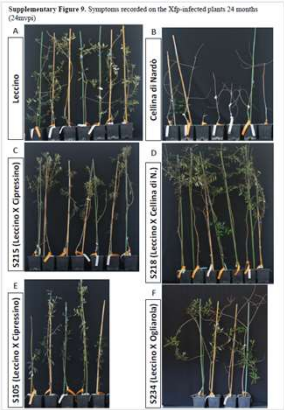 Supplementary Figure 9. Symptoms recorded on the Xfp-infected plants 24 months
(24mvpi)
A
Leccino
B
Cellina di Nardò
C
S215 (Leccino X Cipressino)
D
S218 (Leccino X Cellina di N.)
E
S105 (Leccino X Cipressino)
F
S234 (Leccino X Ogliarola)